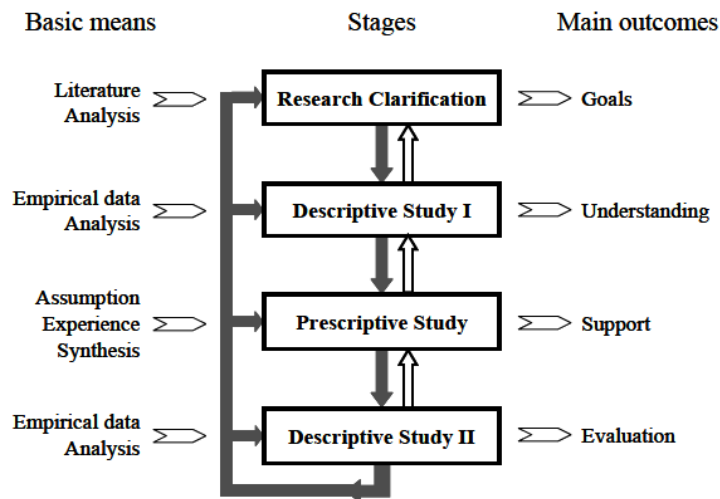 Basic means
Stages
Main outcomes
Literature
Analysis
Research Clarification
Goals
Empirical data
Analysis
Descriptive Study I
Understanding
Assumption
Experience
Synthesis
Prescriptive Study
Support
Empirical data
Analysis
Descriptive Study II
Evaluation